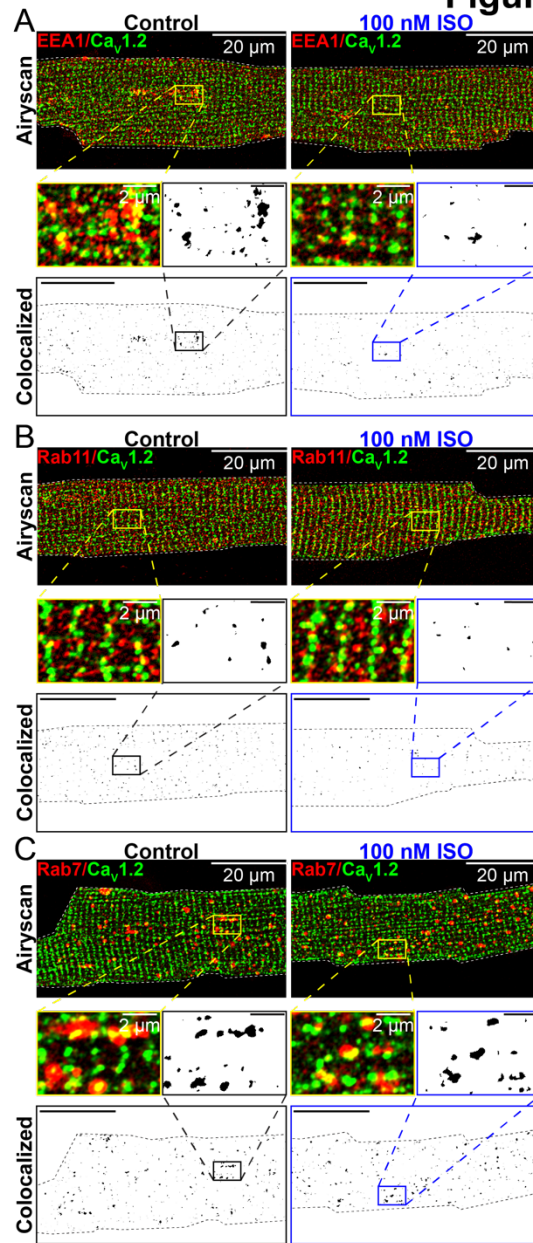 Figur
A
Control
100 nM ISO
Airyscan
EEA1/CaV1.2
20 µm
EEA1/CaV1.2
20 µm
2 µm
2 µm
Colocalized
B
Control
100 nM ISO
Airyscan
Rab11/CaV1.2
20 µm
Rab11/CaV1.2
20 µm
2 µm
2 µm
Colocalized
C
Control
100 nM ISO
Airyscan
Rab7/CaV1.2
20 µm
Rab7/CaV1.2
20 µm
2 µm
2 µm
Colocalized